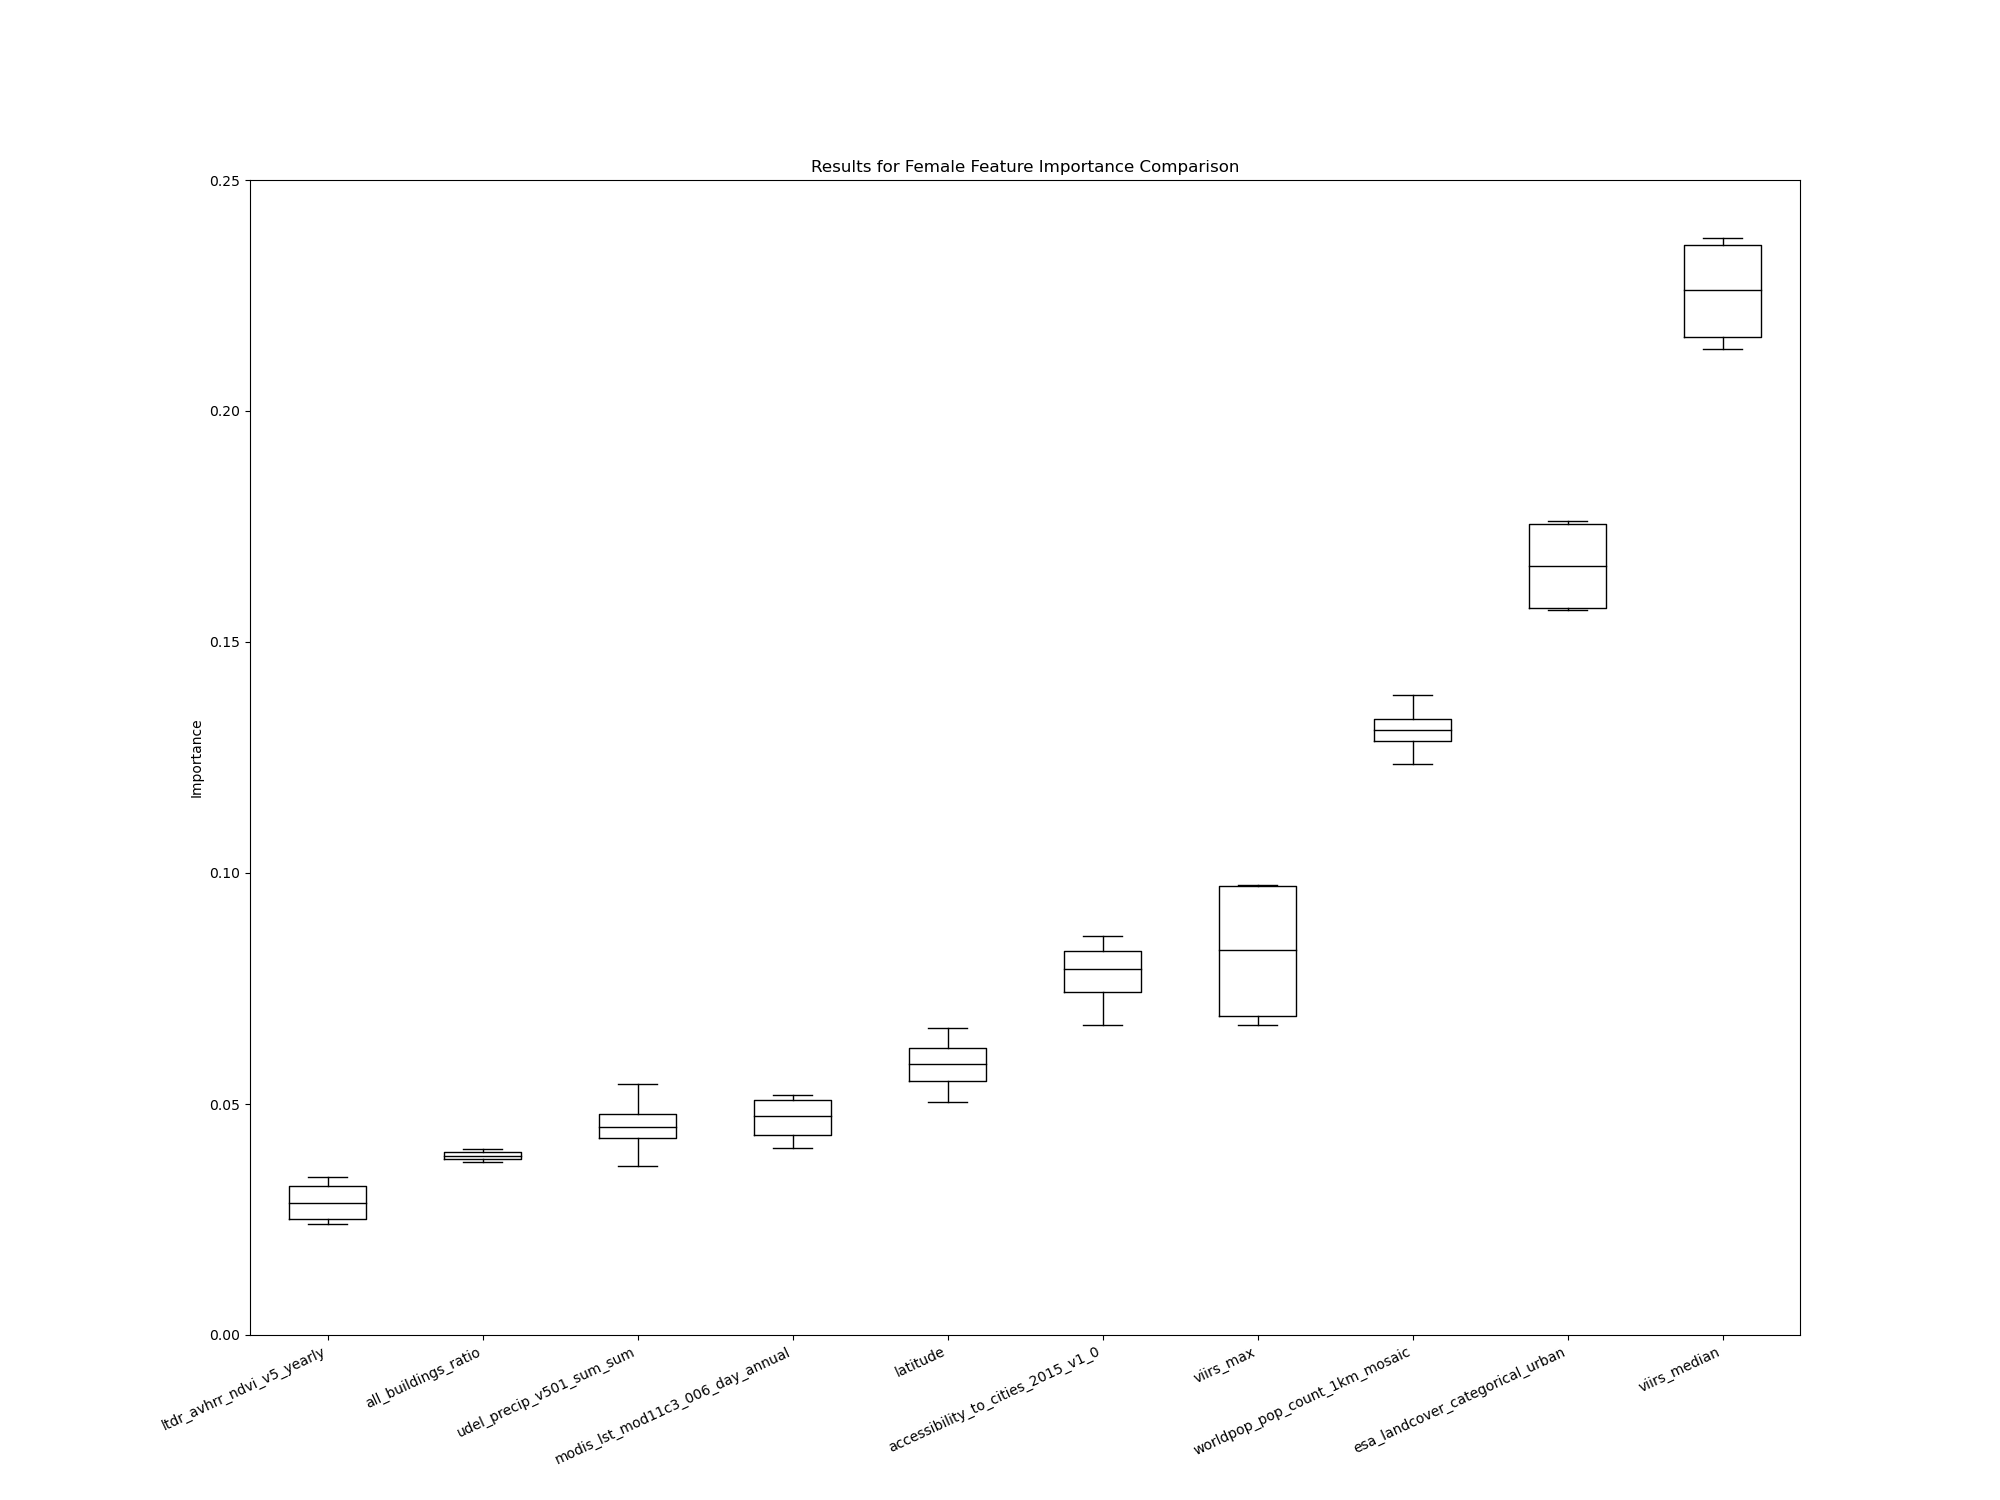 Results for Female Feature Importance Comparison
0.25
0.20
0.15
0.10
0.05
0.00
Importance
ltdr_avhrr_ndvi_v5_yearly
all_buildings_ratio
udel_precip_v501_sum_sum
modis_lst_mod11c3_006_day_annual
latitude
accessibility_to_cities_2015_v1_0
viirs_max
worldpop_pop_count_1km_mosaic
esa_landcover_categorical_urban
viirs_median